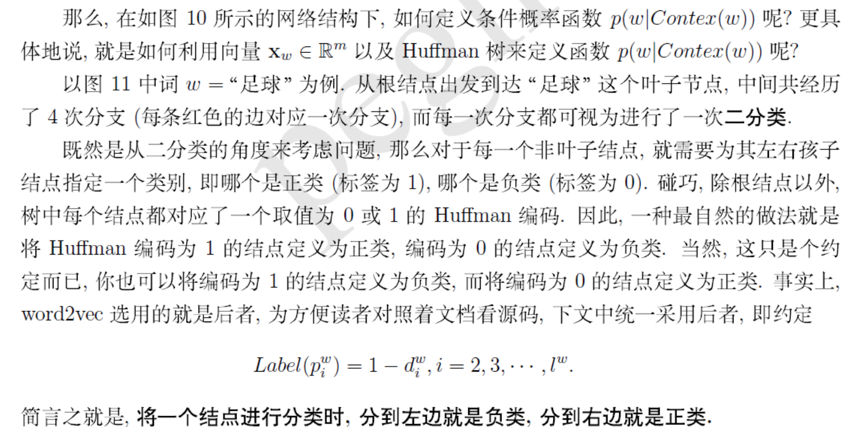 那么, 在如图 10 所示的网络结构下, 如何定义条件概率函数 p(w|Contex(w)) 呢? 更具
体地说, 就是如何利用向量 x_w ∈ ℝ^m 以及 Huffman 树来定义函数 p(w|Contex(w)) 呢?
以图 11 中词 w = “足球” 为例. 从根结点出发到达 “足球” 这个叶子节点, 中间共经历
了 4 次分支 (每条红色的边对应一次分支), 而每一次分支都可视为进行了一次二分类.
既然是从二分类的角度来考虑问题, 那么对于每一个非叶子结点, 就需要为其左右孩子
结点指定一个类别, 即哪个是正类 (标签为 1), 哪个是负类 (标签为 0). 碰巧, 除根结点以外,
树中每个结点都对应了一个取值为 0 或 1 的 Huffman 编码. 因此, 一种最自然的做法就是
将 Huffman 编码为 1 的结点定义为正类, 编码为 0 的结点定义为负类. 当然, 这只是个约
定而已, 你也可以将编码为 1 的结点定义为负类, 而将编码为 0 的结点定义为正类. 事实上,
word2vec 选用的就是后者, 为方便读者对照着文档看源码, 下文中统一采用后者, 即约定
Label(p_i^w) = 1 − d_i^w, i = 2, 3, ⋯ , l^w.
简言之就是, 将一个结点进行分类时, 分到左边就是负类, 分到右边就是正类.